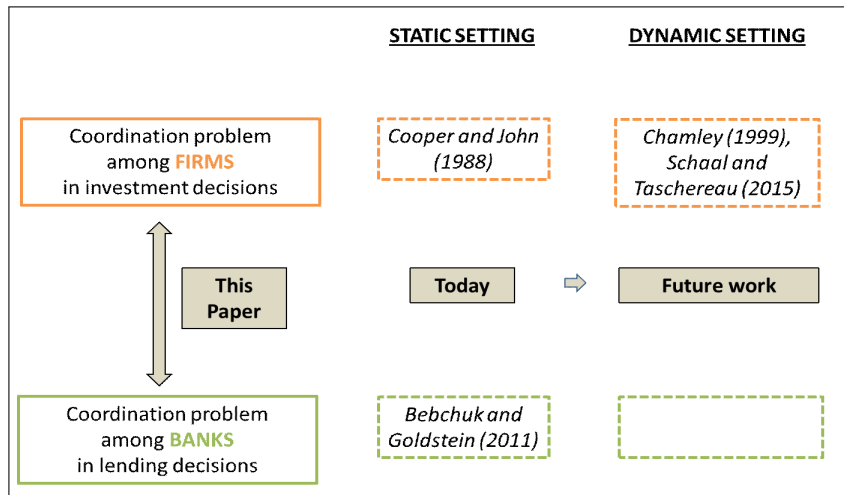 STATIC SETTING
DYNAMIC SETTING
Coordination problem
among FIRMS
in investment decisions
Cooper and John
(1988)
Chamley (1999),
Schaal and
Taschereau (2015)
This
Paper
Today
Future work
Coordination problem
among BANKS
in lending decisions
Bebchuk and
Goldstein (2011)